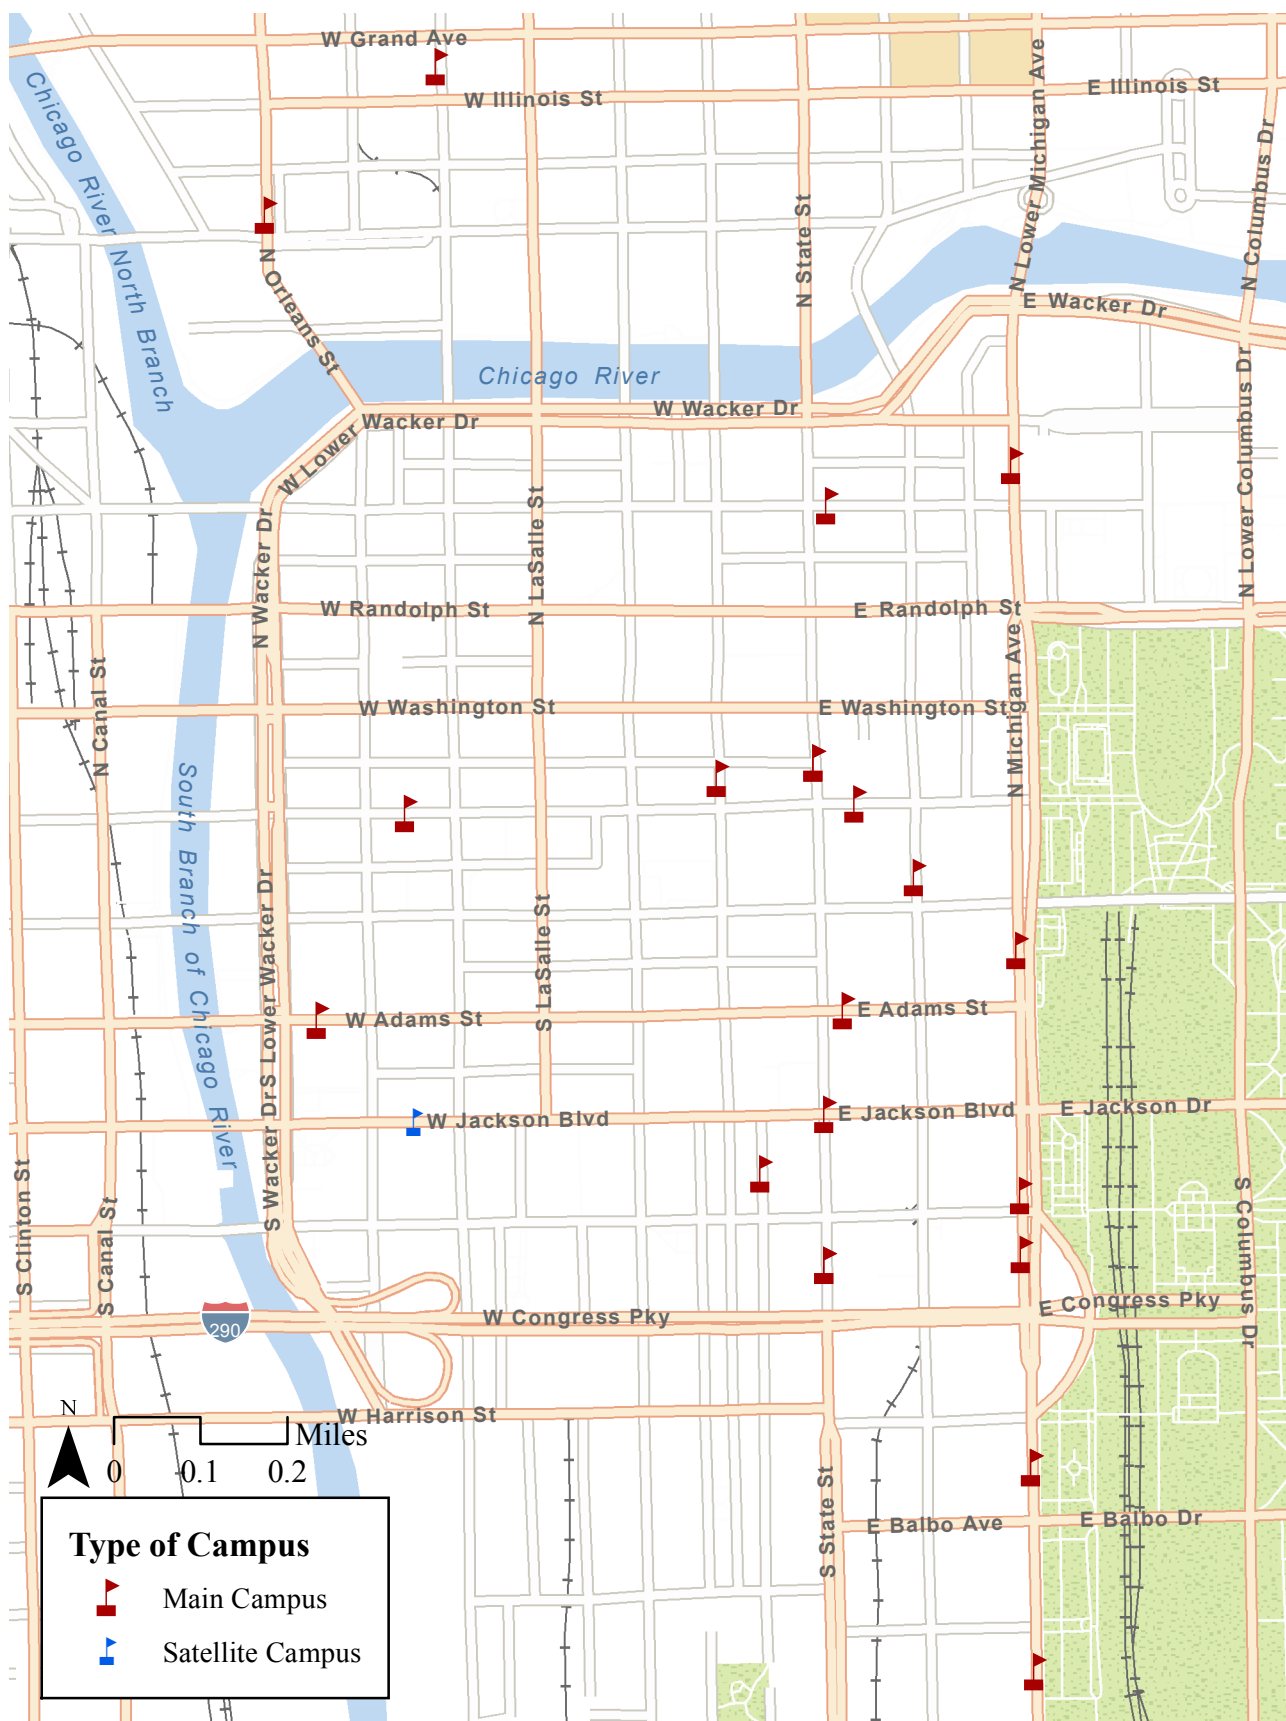 W Grand Ave
W Illinois St
E Illinois St
Chicago River North Branch
N Lower Michigan Ave
N Columbus Dr
N State St
N Orleans St
E Wacker Dr
Chicago River
W Wacker Dr
Wacker Dr
W Lower
N Lower Columbus Dr
N LaSalle St
N Wacker Dr
W Randolph St
E Randolph St
N Michigan Ave
N Canal St
W Washington St
E Washington St
South Branch of Chicago River
S Lower Wacker Dr
S LaSalle St
W Adams St
E Adams St
W Jackson Blvd
E Jackson Blvd
E Jackson Dr
S Wacker Dr
S Clinton St
S Canal St
S Columbus Dr
290
W Congress Pky
E Congress Pky
W Harrison St
N
Miles
0 0.1 0.2
S State St
E Balbo Ave
E Balbo Dr
Type of Campus
Main Campus
Satellite Campus